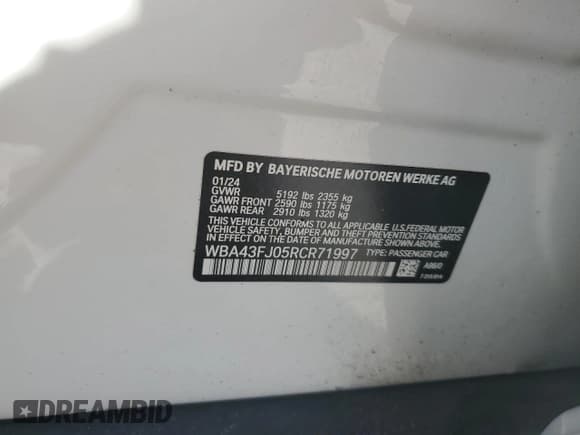 MFD BY BAYERISCHE MOTOREN WERKE AG
01/24
GVWR 5192 lbs 2355 kg
GAWR FRONT 2590 lbs 1175 kg
GAWR REAR 2910 lbs 1320 kg
THIS VEHICLE CONFORMS TO ALL APPLICABLE U.S.FEDERAL MOTOR
VEHICLE SAFETY, BUMPER, AND THEFT PREVENTION STANDARDS
IN EFFECT ON THE DATE OF MANUFACTURE SHOWN ABOVE.
WBA43FJ05RCR71997 TYPE: PASSENGER CAR
A96/0
DREAMBID